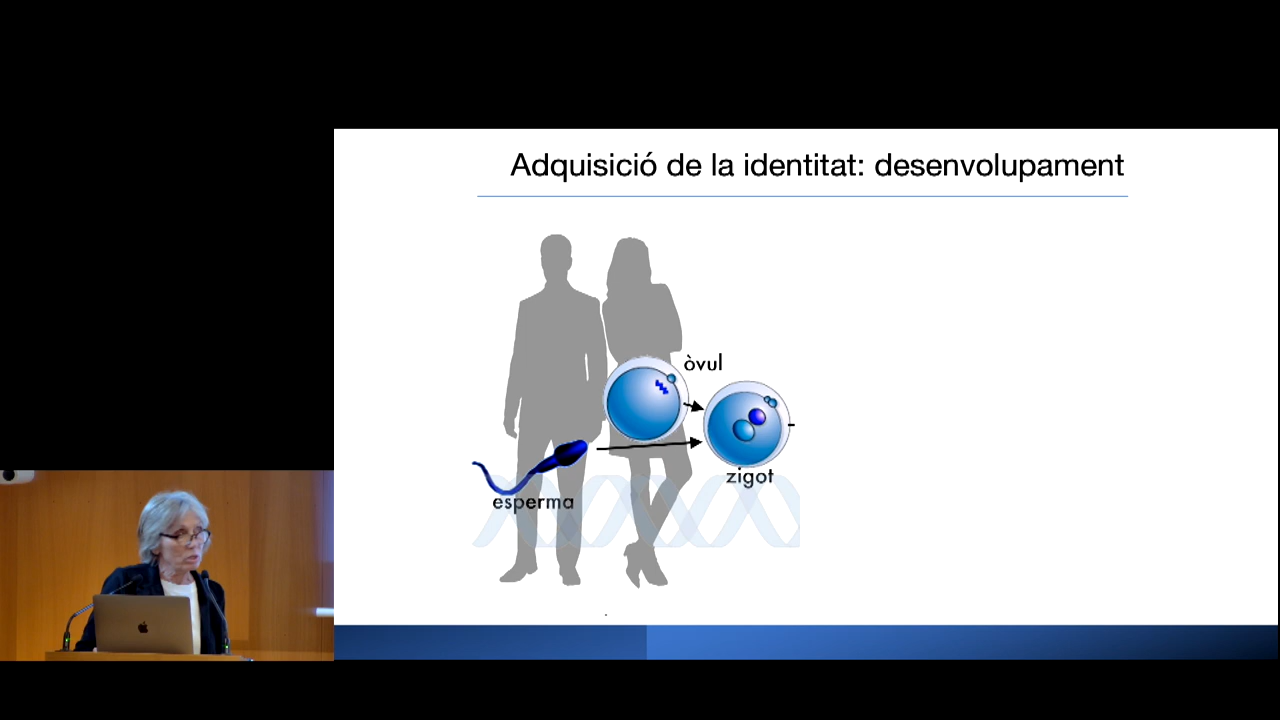 Adquisició de la identitat: desenvolupament
òvul
zigot
esperma